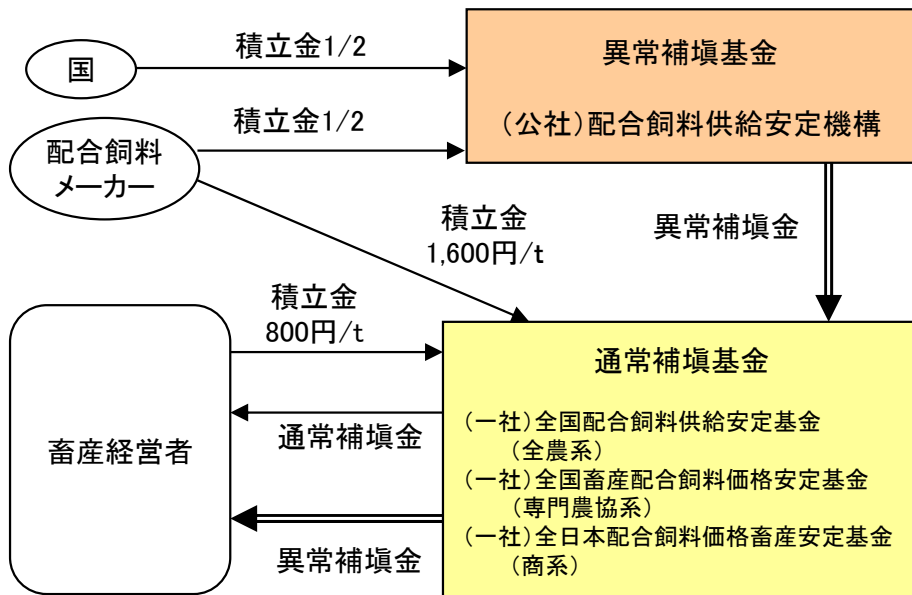 国
積立金1/2
異常補塡基金
(公社)配合飼料供給安定機構
配合飼料
メーカー
積立金1/2
積立金
1,600円/t
異常補塡金
積立金
800円/t
畜産経営者
通常補塡金
異常補塡金
通常補塡基金
(一社)全国配合飼料供給安定基金
(全農系)
(一社)全国畜産配合飼料価格安定基金
(専門農協系)
(一社)全日本配合飼料価格畜産安定基金
(商系)